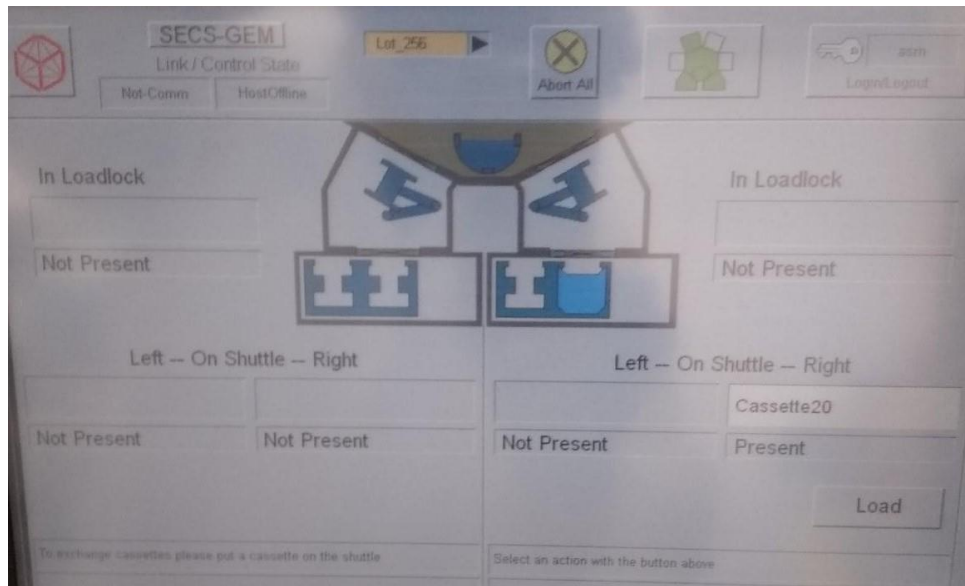 SECS-GEM
Link / Control State
Not-Comm HostOffline
Lot_256
Abort All
asm
Login/Logout
In Loadlock
Not Present
In Loadlock
Not Present
Left -- On Shuttle -- Right
Not Present Not Present
Left -- On Shuttle -- Right
Cassette20
Not Present Present
Load
To exchange cassettes please put a cassette on the shuttle
Select an action with the button above